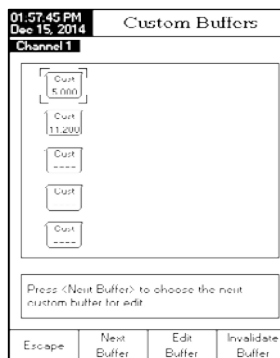 01:57:45 PM
Dec 15, 2014
Custom Buffers
Channel 1
Cust
5.000
Cust
11.200
Cust
----
Cust
----
Cust
----
Press <Next Buffer> to choose the next
custom buffer for edit
Escape
Next
Buffer
Edit
Buffer
Invalidate
Buffer